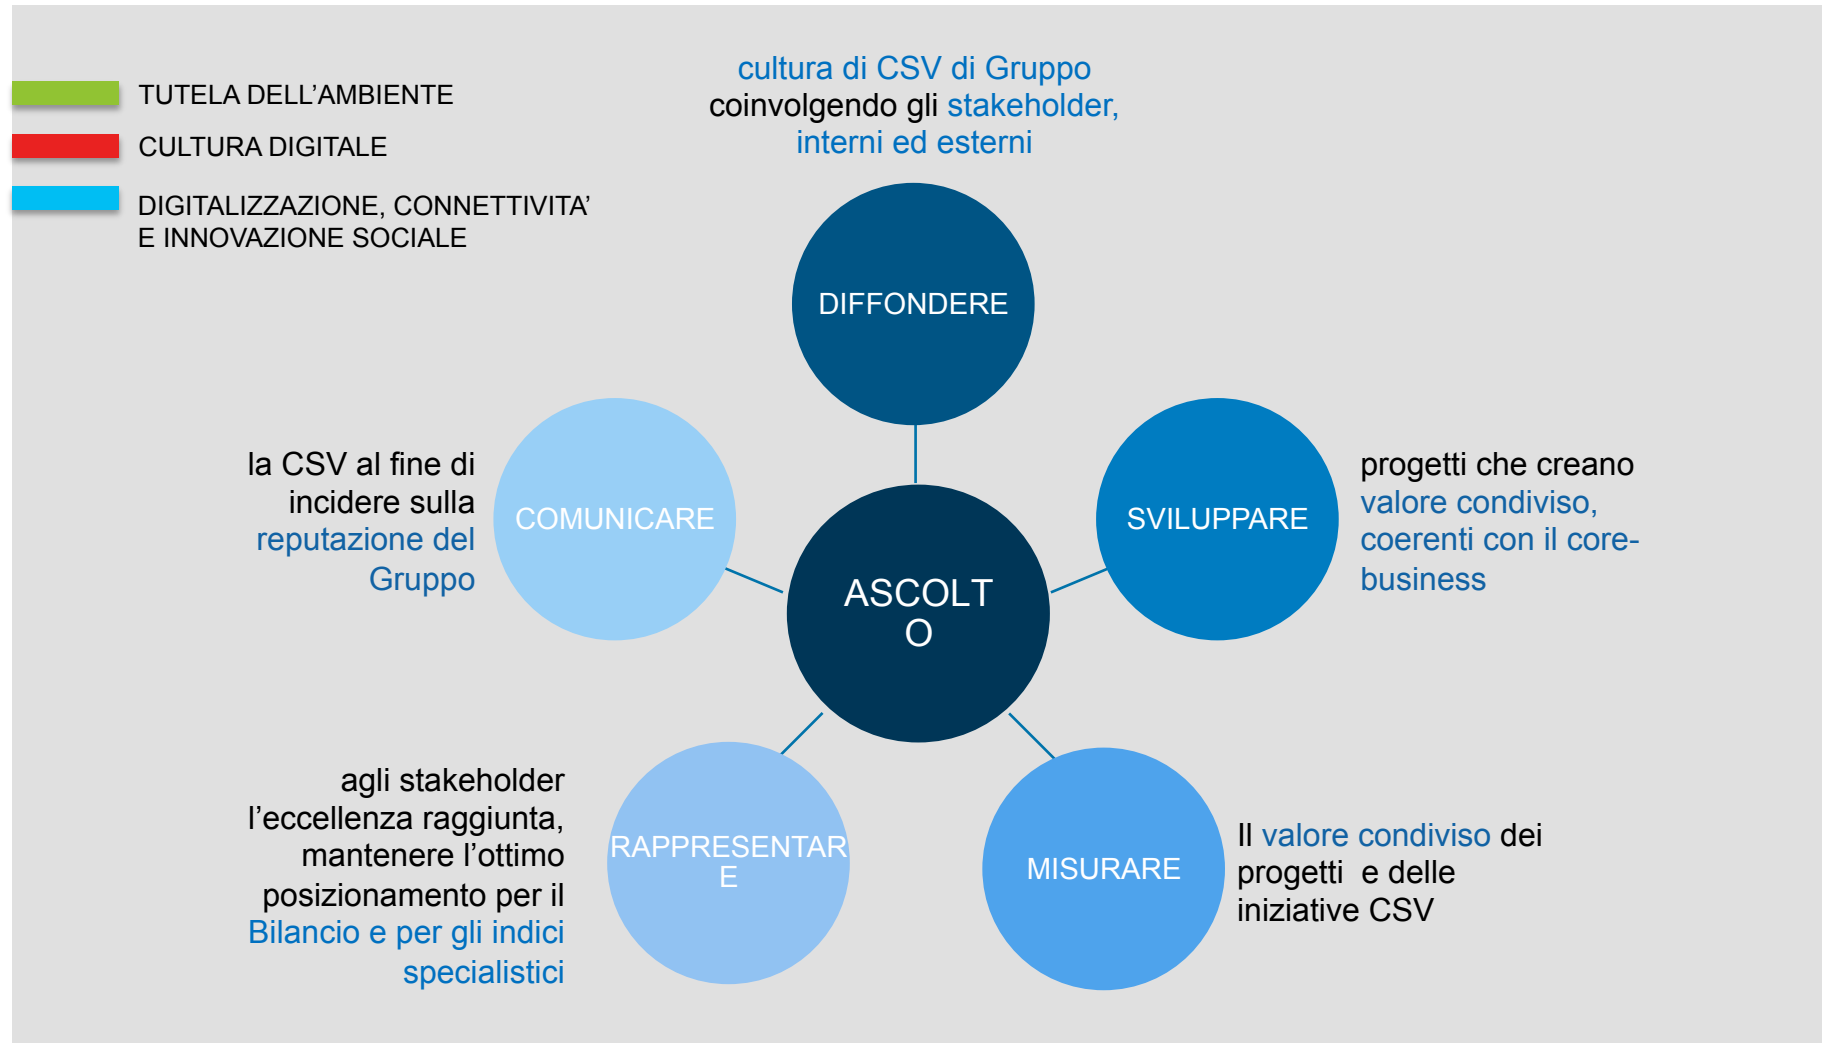 TUTELA DELL’AMBIENTE
CULTURA DIGITALE
DIGITALIZZAZIONE, CONNETTIVITA’
E INNOVAZIONE SOCIALE
cultura di CSV di Gruppo
coinvolgendo gli stakeholder,
interni ed esterni
DIFFONDERE
la CSV al fine di
incidere sulla
reputazione del
Gruppo
COMUNICARE
ASCOLT
O
SVILUPPARE
progetti che creano
valore condiviso,
coerenti con il core-
business
agli stakeholder
l’eccellenza raggiunta,
mantenere l’ottimo
posizionamento per il
Bilancio e per gli indici
specialistici
RAPPRESENTAR
E
MISURARE
Il valore condiviso dei
progetti  e delle
iniziative CSV